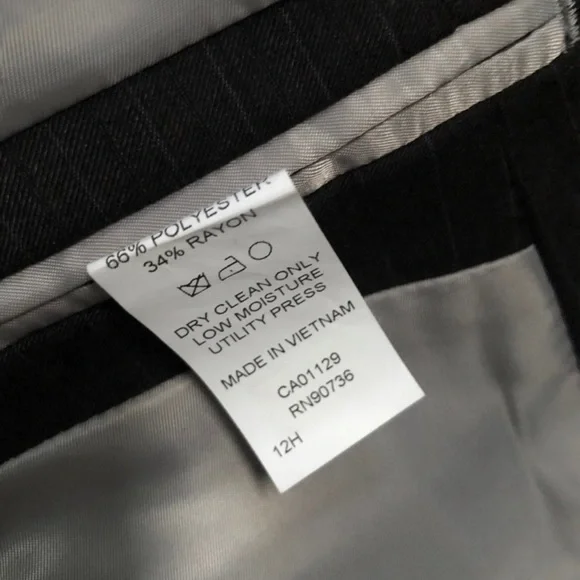 66% POLYESTER
34% RAYON
DRY CLEAN ONLY
LOW MOISTURE
UTILITY PRESS
MADE IN VIETNAM
CA01129
RN90736
12H